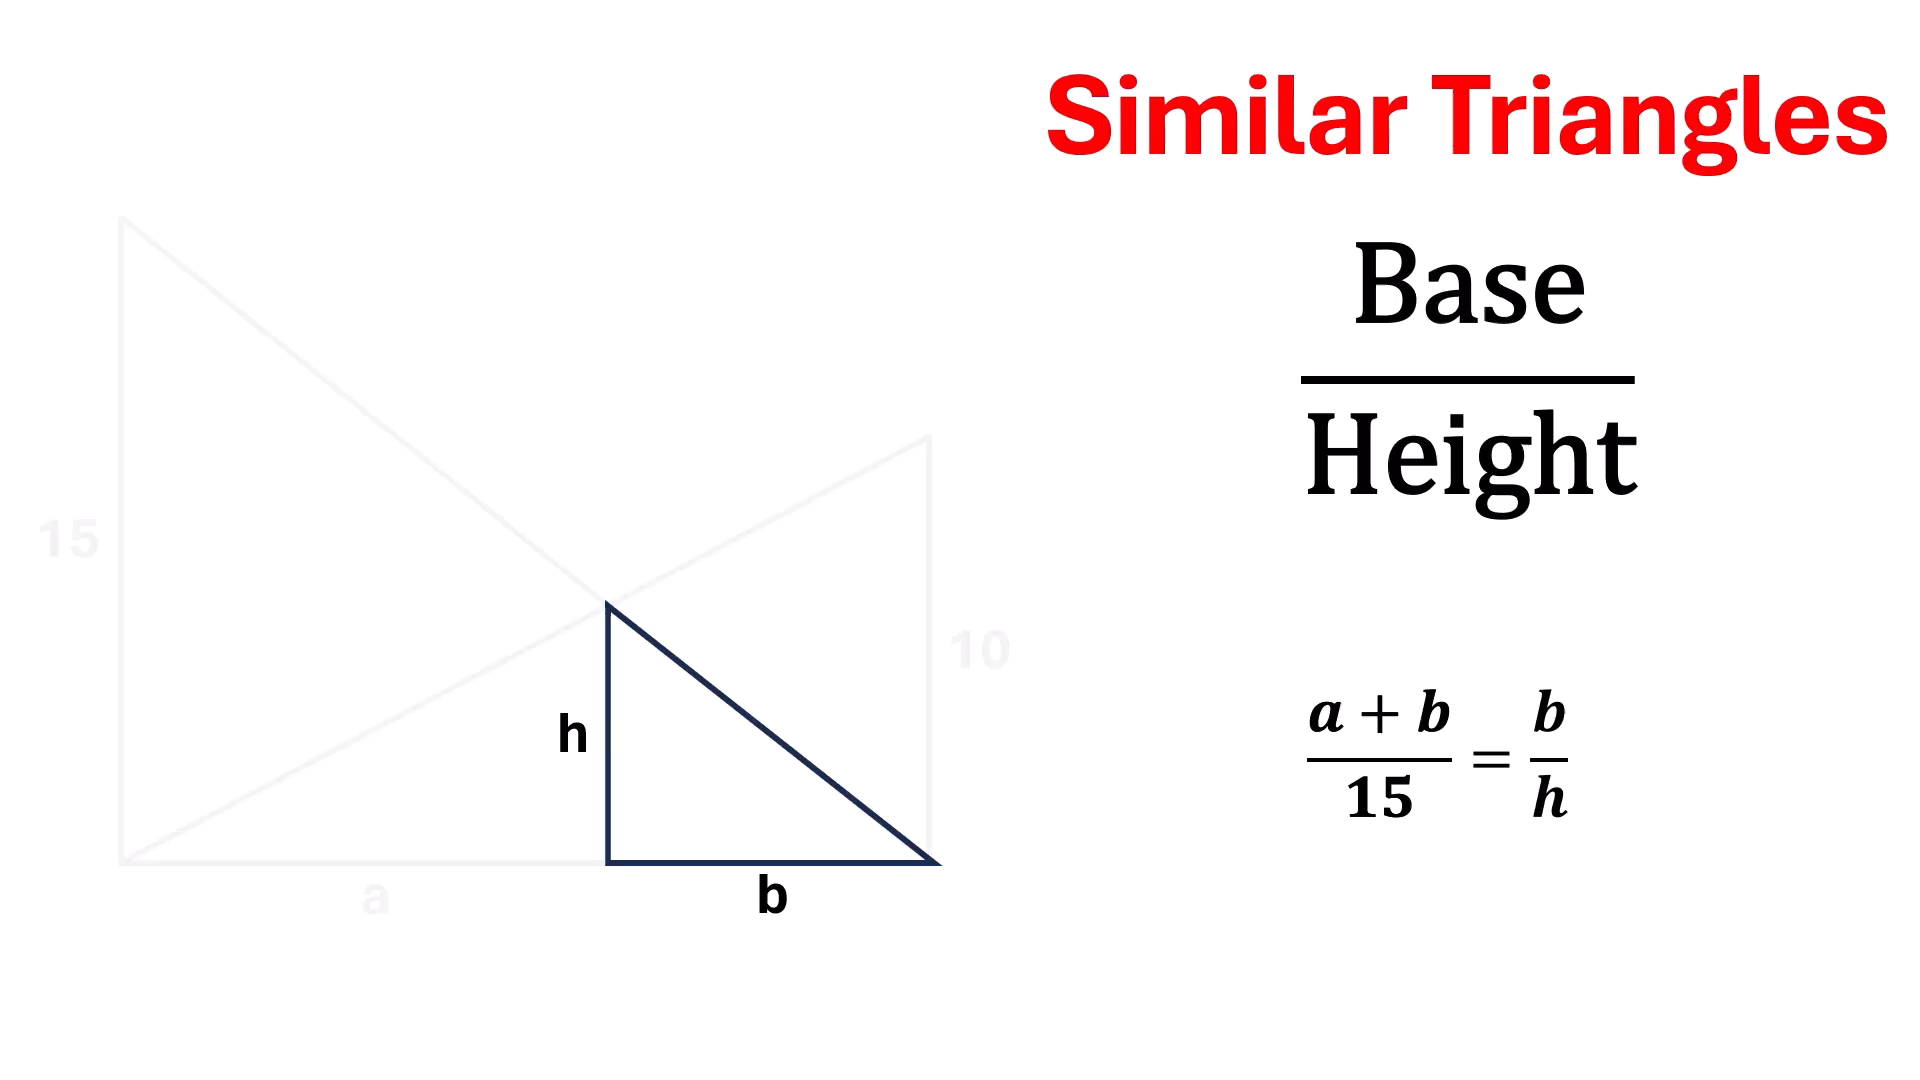 Similar Triangles
Base
Height
15
10
h
a
b
a + b
15
=
b
h